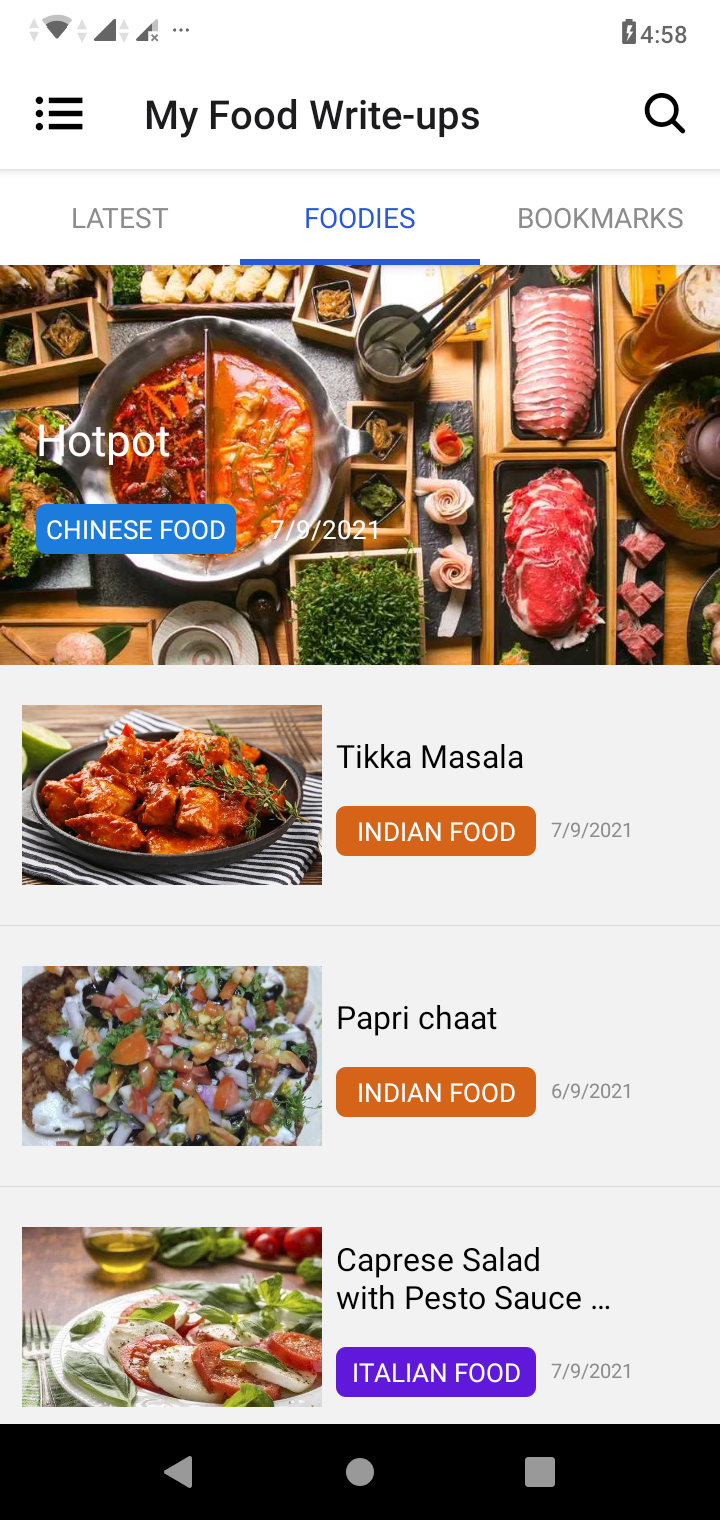 4:58
My Food Write-ups
LATEST FOODIES BOOKMARKS
Hotpot
CHINESE FOOD 7/9/2021
Tikka Masala
INDIAN FOOD 7/9/2021
Papri chaat
INDIAN FOOD 6/9/2021
Caprese Salad
with Pesto Sauce ...
ITALIAN FOOD 7/9/2021